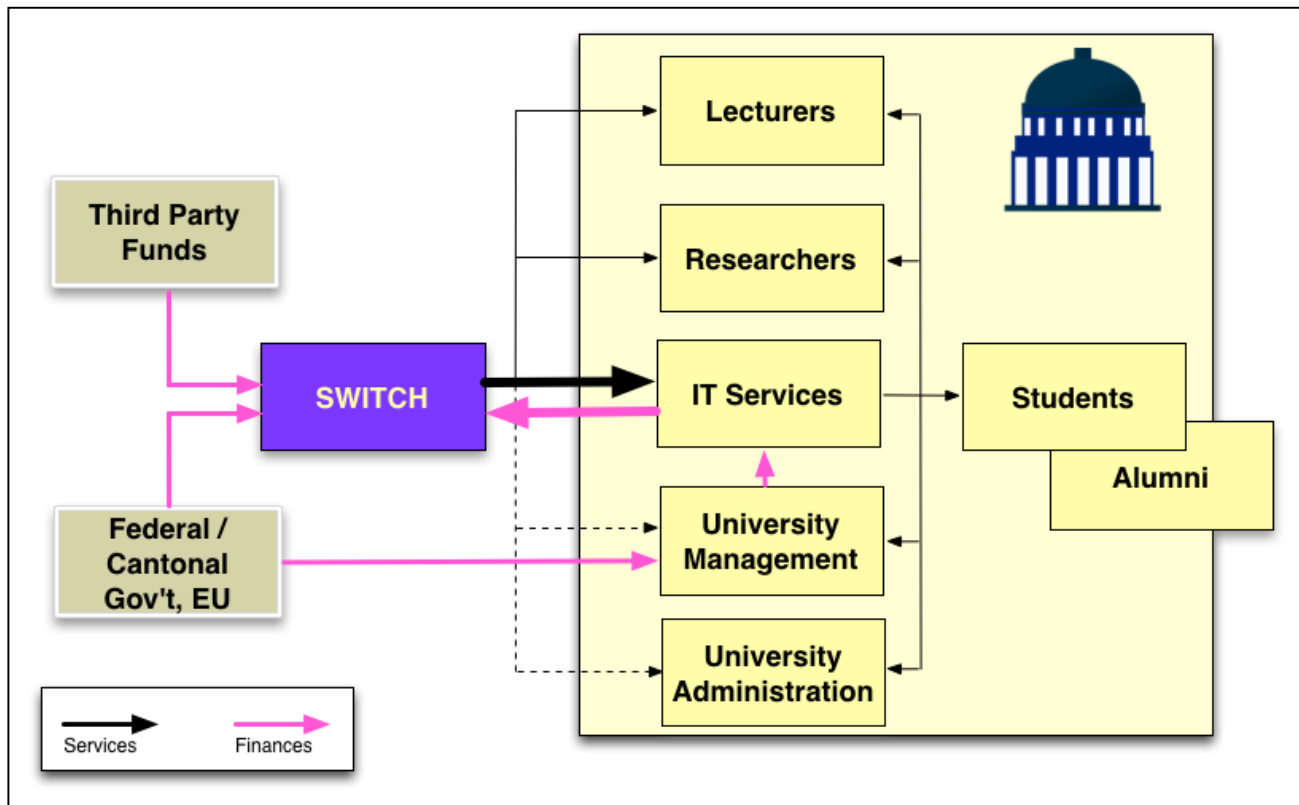 Lecturers
Third Party
Funds
Researchers
SWITCH
IT Services
Students
Alumni
Federal /
Cantonal
Gov't, EU
University
Management
University
Administration
Services
Finances